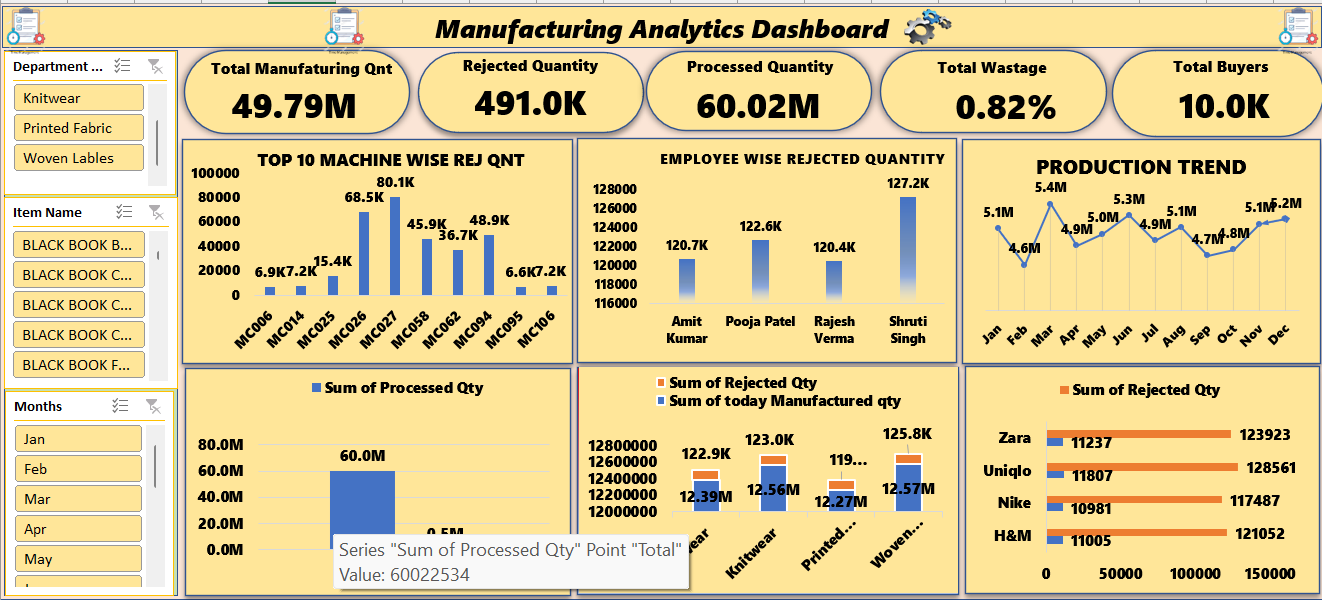 Manufacturing Analytics Dashboard
Department ...
Knitwear
Printed Fabric
Woven Lables
Item Name
BLACK BOOK B...
BLACK BOOK C...
BLACK BOOK C...
BLACK BOOK C...
BLACK BOOK F...
Months
Jan
Feb
Mar
Apr
May
Total Manufaturing Qnt
49.79M
Rejected Quantity
491.0K
Processed Quantity
60.02M
Total Wastage
0.82%
Total Buyers
10.0K
TOP 10 MACHINE WISE REJ QNT
100000
80000
60000
40000
20000
0
6.9K
7.2K
15.4K
68.5K
80.1K
45.9K
36.7K
48.9K
6.6K
7.2K
MC006
MC014
MC025
MC026
MC027
MC058
MC062
MC094
MC095
MC106
EMPLOYEE WISE REJECTED QUANTITY
128000
126000
124000
122000
120000
118000
116000
120.7K
122.6K
120.4K
127.2K
Amit
Kumar
Pooja Patel
Rajesh
Verma
Shruti
Singh
PRODUCTION TREND
5.1M
4.6M
5.4M
4.9M
5.0M
5.3M
4.9M
5.1M
4.7M
4.8M
5.1M
5.2M
Jan
Feb
Mar
Apr
May
Jun
Jul
Aug
Sep
Oct
Nov
Dec
Sum of Processed Qty
80.0M
60.0M
40.0M
20.0M
0.0M
60.0M
0.5M
Series "Sum of Processed Qty" Point "Total"
Value: 60022534
Sum of Rejected Qty
Sum of today Manufactured qty
12800000
12600000
12400000
12200000
12000000
122.9K
123.0K
119...
125.8K
12.39M
12.56M
12.27M
12.57M
Knitwear
Printed...
Woven...
Sum of Rejected Qty
Zara
123923
11237
Uniqlo
128561
11807
Nike
117487
10981
H&M
121052
11005
0
50000
100000
150000